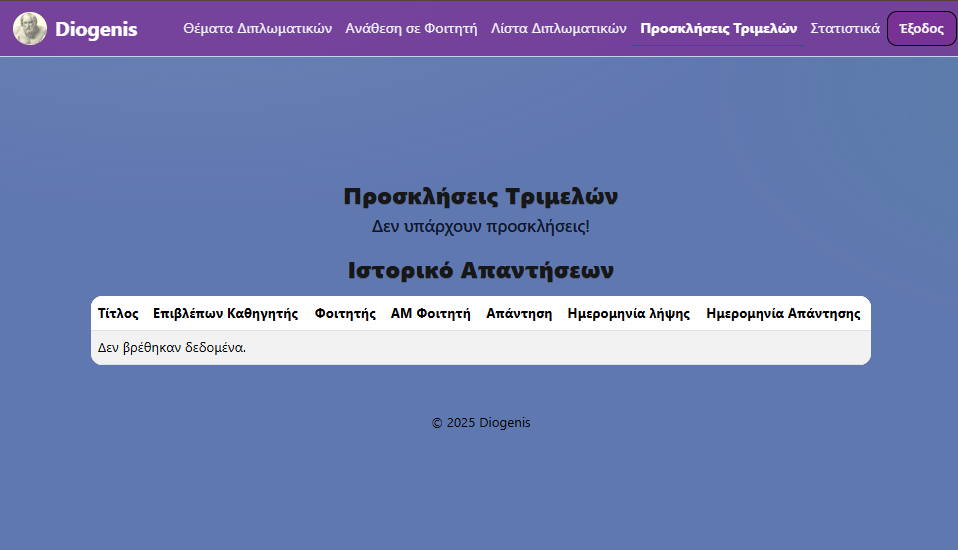 Diogenis Θέματα Διπλωματικών Ανάθεση σε Φοιτητή Λίστα Διπλωματικών Προσκλήσεις Τριμελών Στατιστικά Έξοδος
Προσκλήσεις Τριμελών
Δεν υπάρχουν προσκλήσεις!
Ιστορικό Απαντήσεων
Τίτλος Επιβλέπων Καθηγητής Φοιτητής ΑΜ Φοιτητή Απάντηση Ημερομηνία λήψης Ημερομηνία Απάντησης
Δεν βρέθηκαν δεδομένα.
© 2025 Diogenis